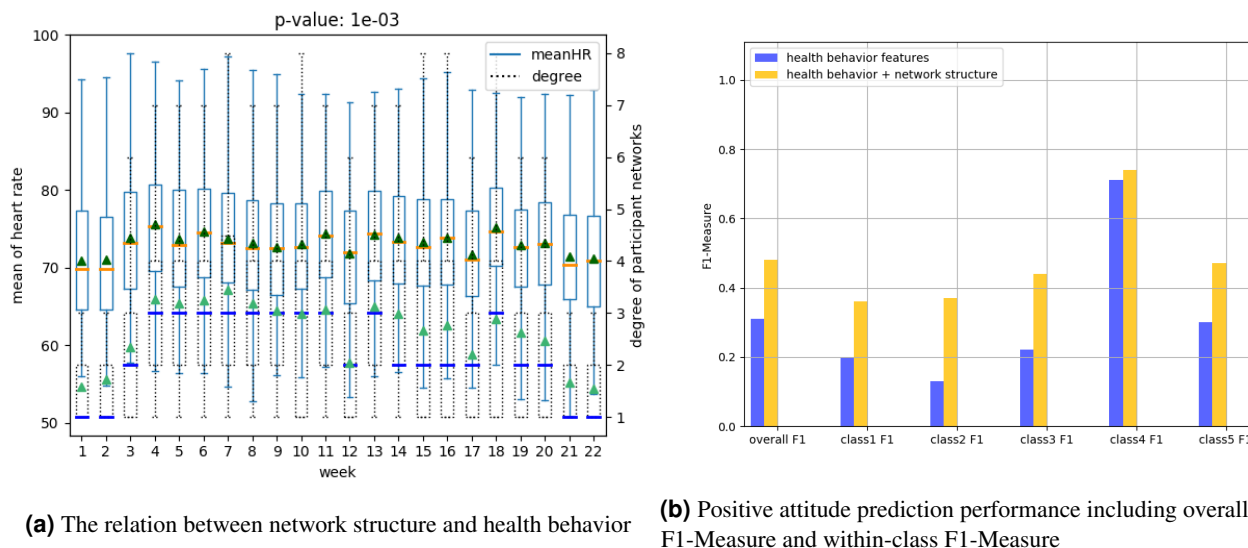 p-value: 1e-03
meanHR
degree
100
90
80
70
60
50
mean of heart rate
8
7
6
5
4
3
2
1
degree of participant networks
1 2 3 4 5 6 7 8 9 10 11 12 13 14 15 16 17 18 19 20 21 22
week
(a) The relation between network structure and health behavior
health behavior features
health behavior + network structure
1.0
0.8
0.6
0.4
0.2
0.0
F1-Measure
overall F1 class1 F1 class2 F1 class3 F1 class4 F1 class5 F1
(b) Positive attitude prediction performance including overall
F1-Measure and within-class F1-Measure